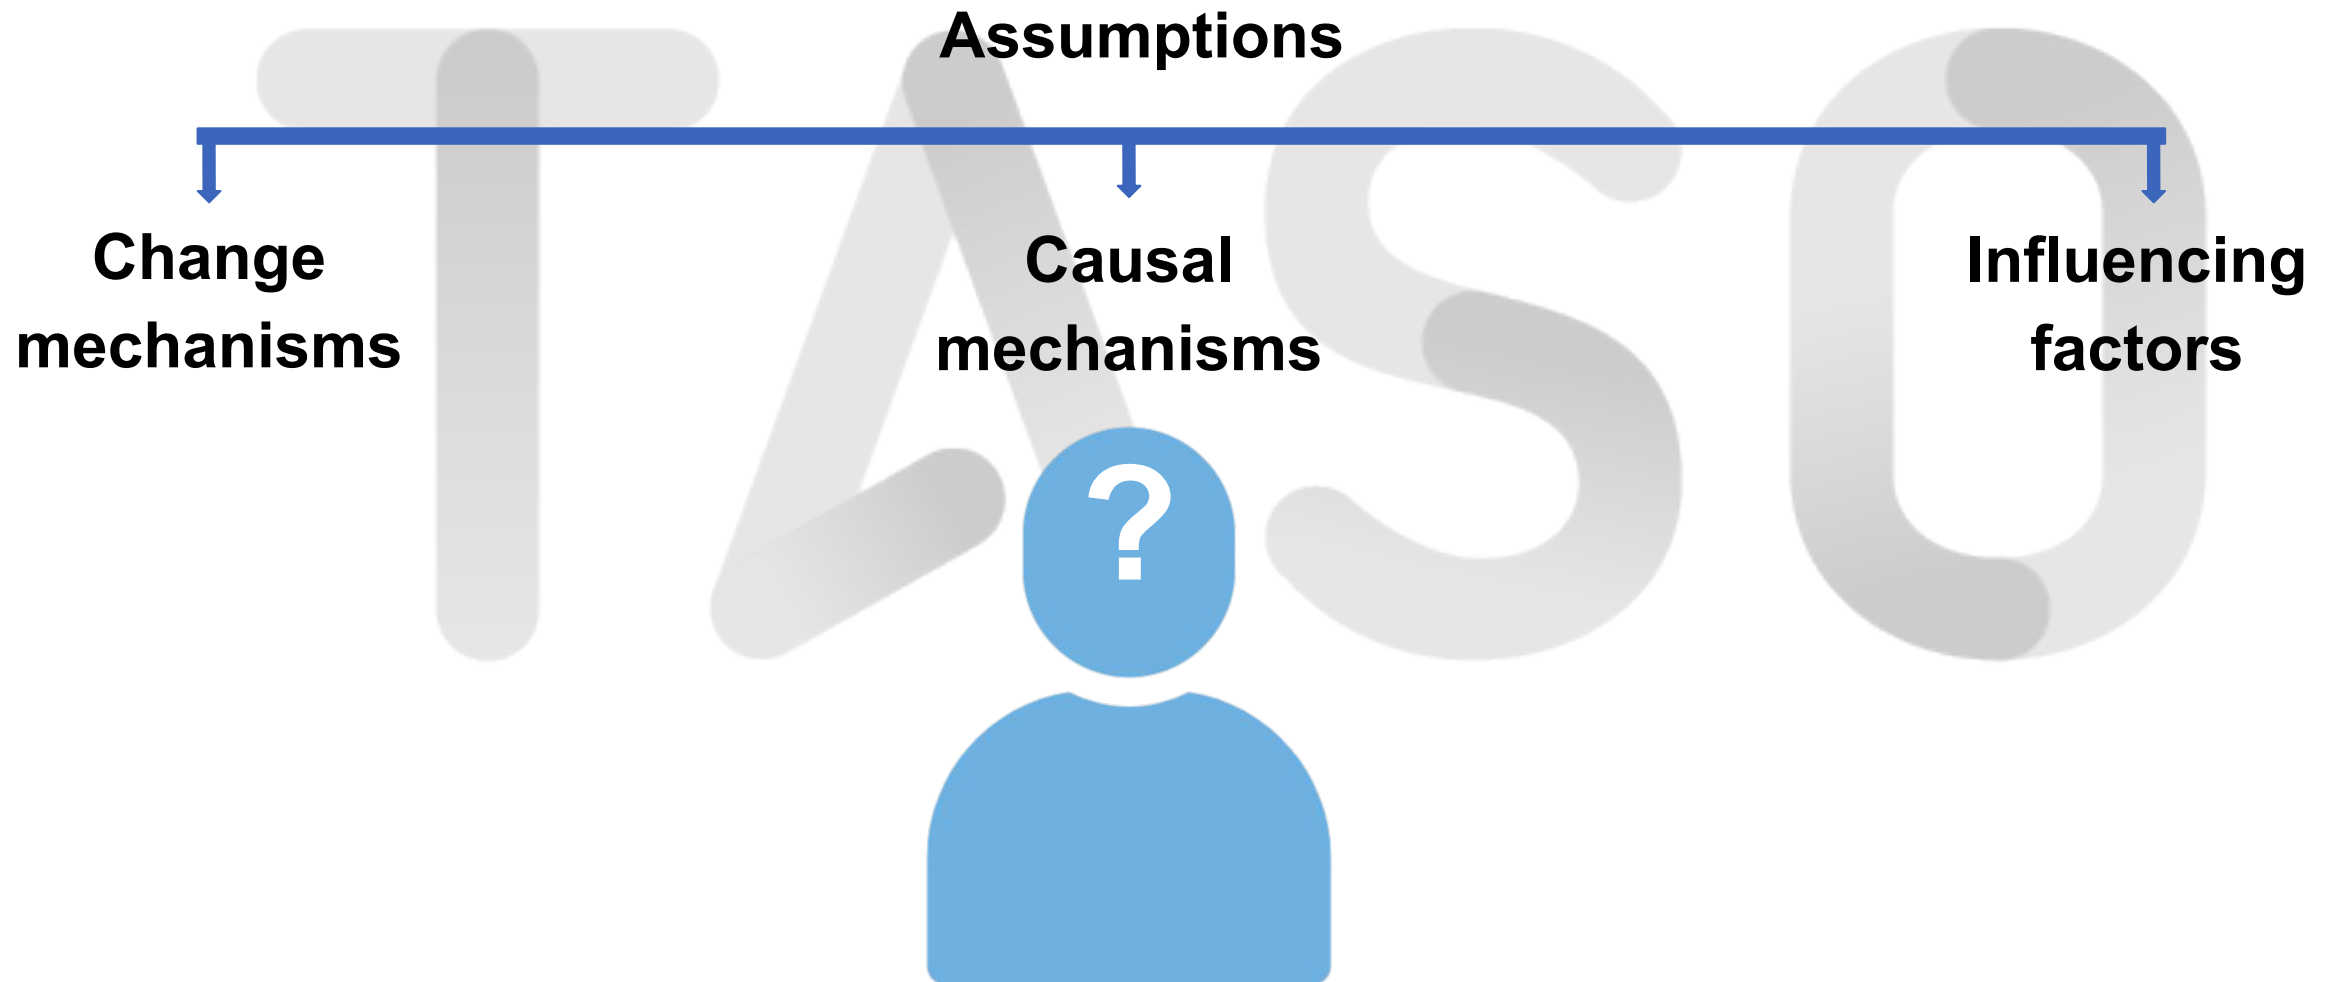 TASO
Assumptions
Change
mechanisms
Causal
mechanisms
Influencing
factors
?